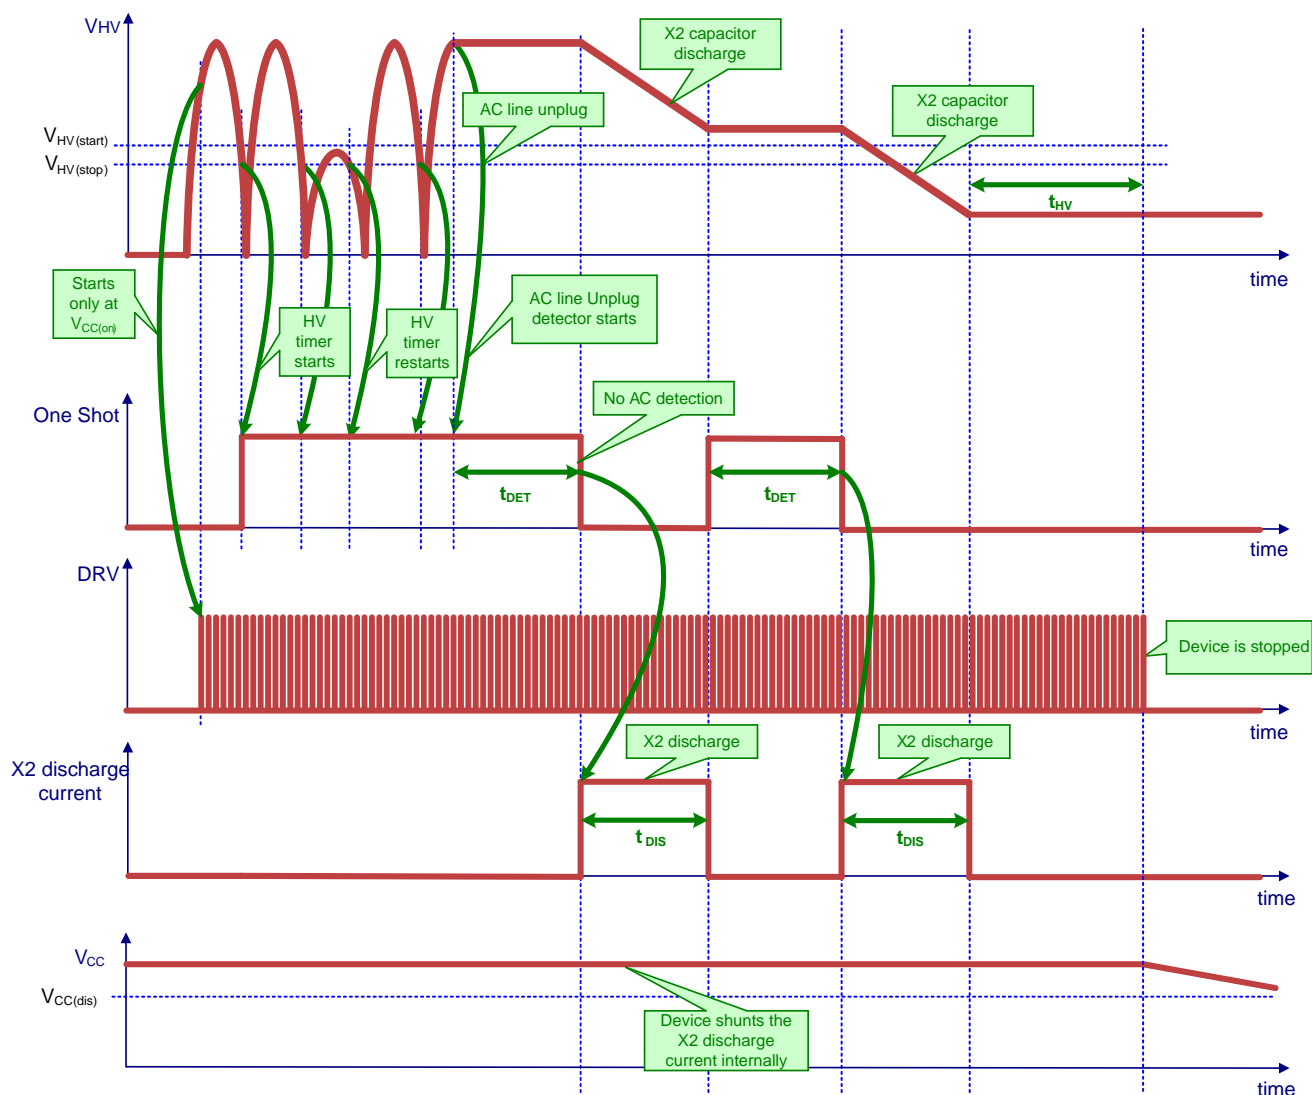 VHV
X2 capacitor
discharge
X2 capacitor
discharge
AC line unplug
VHV(start)
VHV(stop)
tHV
time
Starts
only at
VCC(on)
HV
timer
starts
HV
timer
restarts
AC line Unplug
detector starts
One Shot
No AC detection
tDET
tDET
time
DRV
Device is stopped
time
X2 discharge
current
X2 discharge
X2 discharge
t DIS
tDIS
time
VCC
VCC(dis)
Device shunts the
X2 discharge
current internally
time